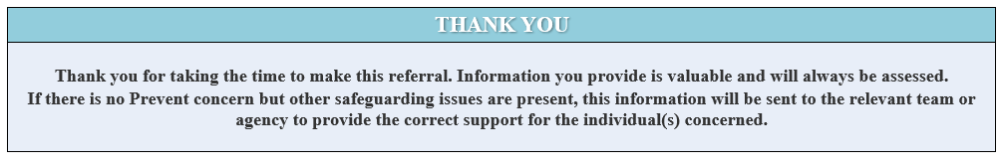 THANK YOU
Thank you for taking the time to make this referral. Information you provide is valuable and will always be assessed.
If there is no Prevent concern but other safeguarding issues are present, this information will be sent to the relevant team or
agency to provide the correct support for the individual(s) concerned.